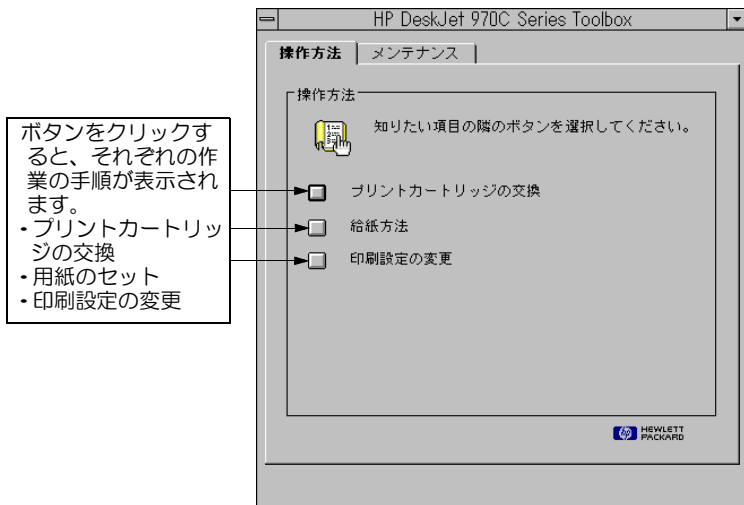 HP DeskJet 970C Series Toolbox
操作方法
メンテナンス
操作方法
知りたい項目の隣のボタンを選択してください。
ボタンをクリックす
ると、それぞれの作
業の手順が表示され
ます。
・プリントカートリッ
ジの交換
・用紙のセット
・印刷設定の変更
プリントカートリッジの交換
給紙方法
印刷設定の変更
hp HEWLETT
PACKARD